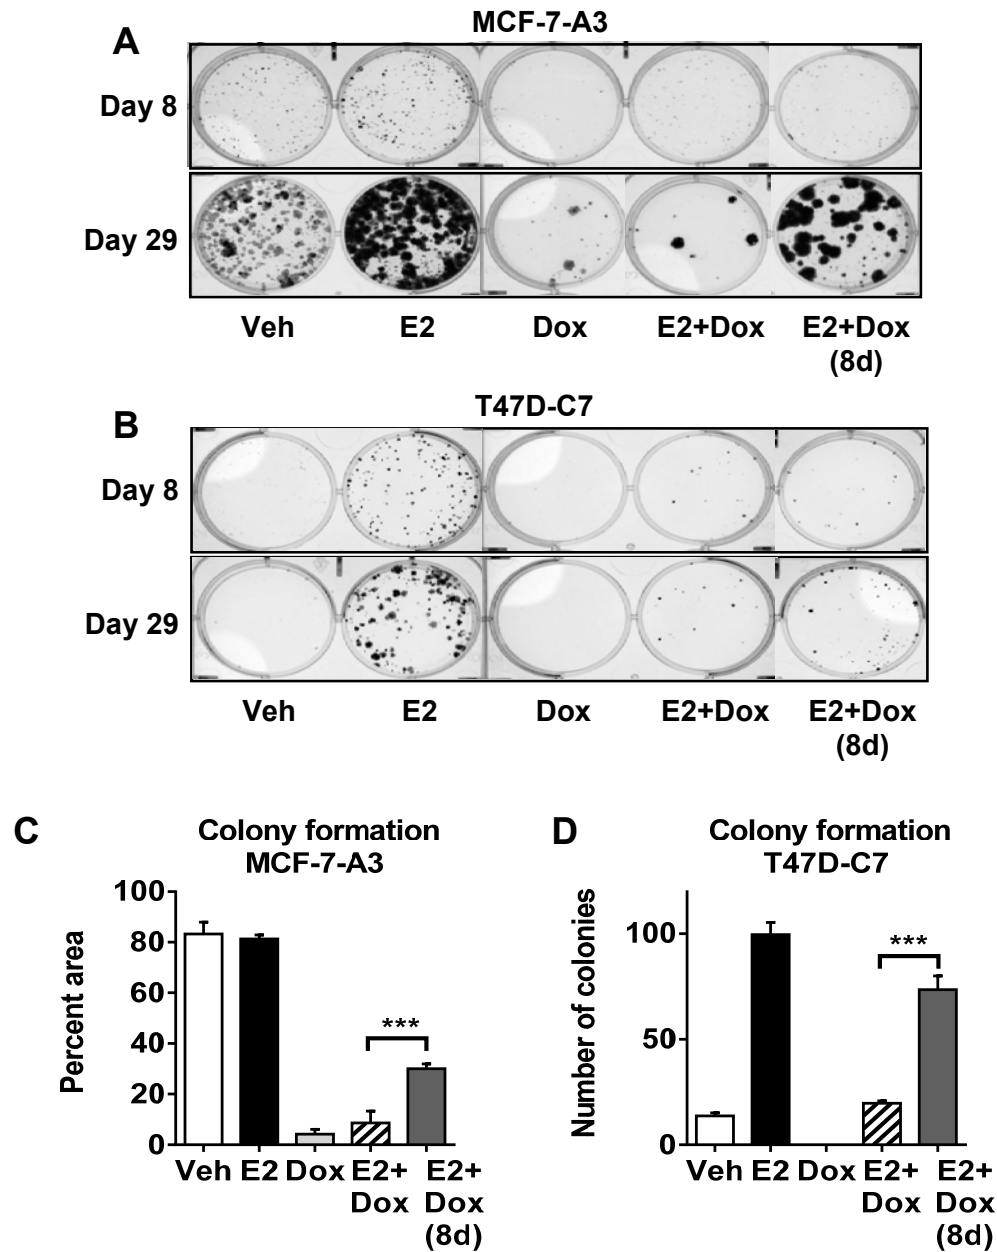 A
MCF-7-A3
Day 8
Day 29
Veh E2 Dox E2+Dox E2+Dox
(8d)
B
T47D-C7
Day 8
Day 29
Veh E2 Dox E2+Dox E2+Dox
(8d)
C
Colony formation
MCF-7-A3
Percent area
100
80
60
40
20
0
***
Veh E2 Dox E2+ E2+
Dox Dox
(8d)
D
Colony formation
T47D-C7
Number of colonies
100
50
0
***
Veh E2 Dox E2+ E2+
Dox Dox
(8d)